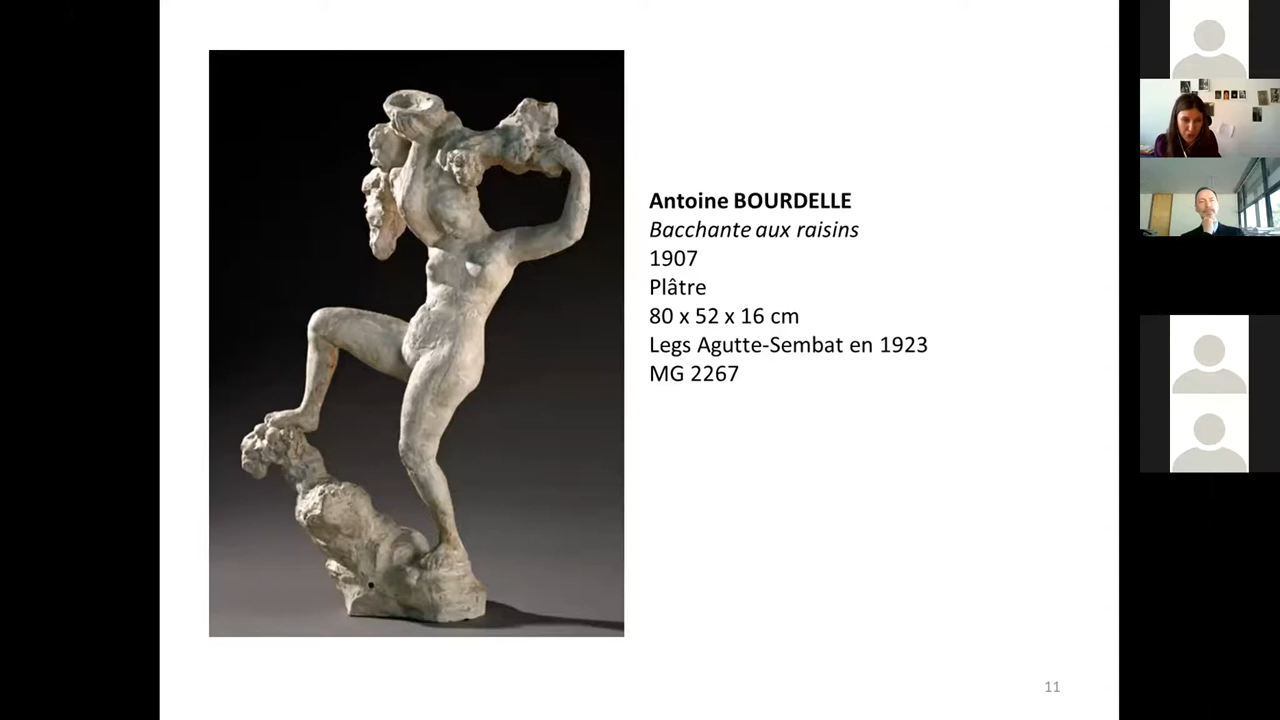 Antoine BOURDELLE
Bacchante aux raisins
1907
Plâtre
80 x 52 x 16 cm
Legs Agutte-Sembat en 1923
MG 2267
11